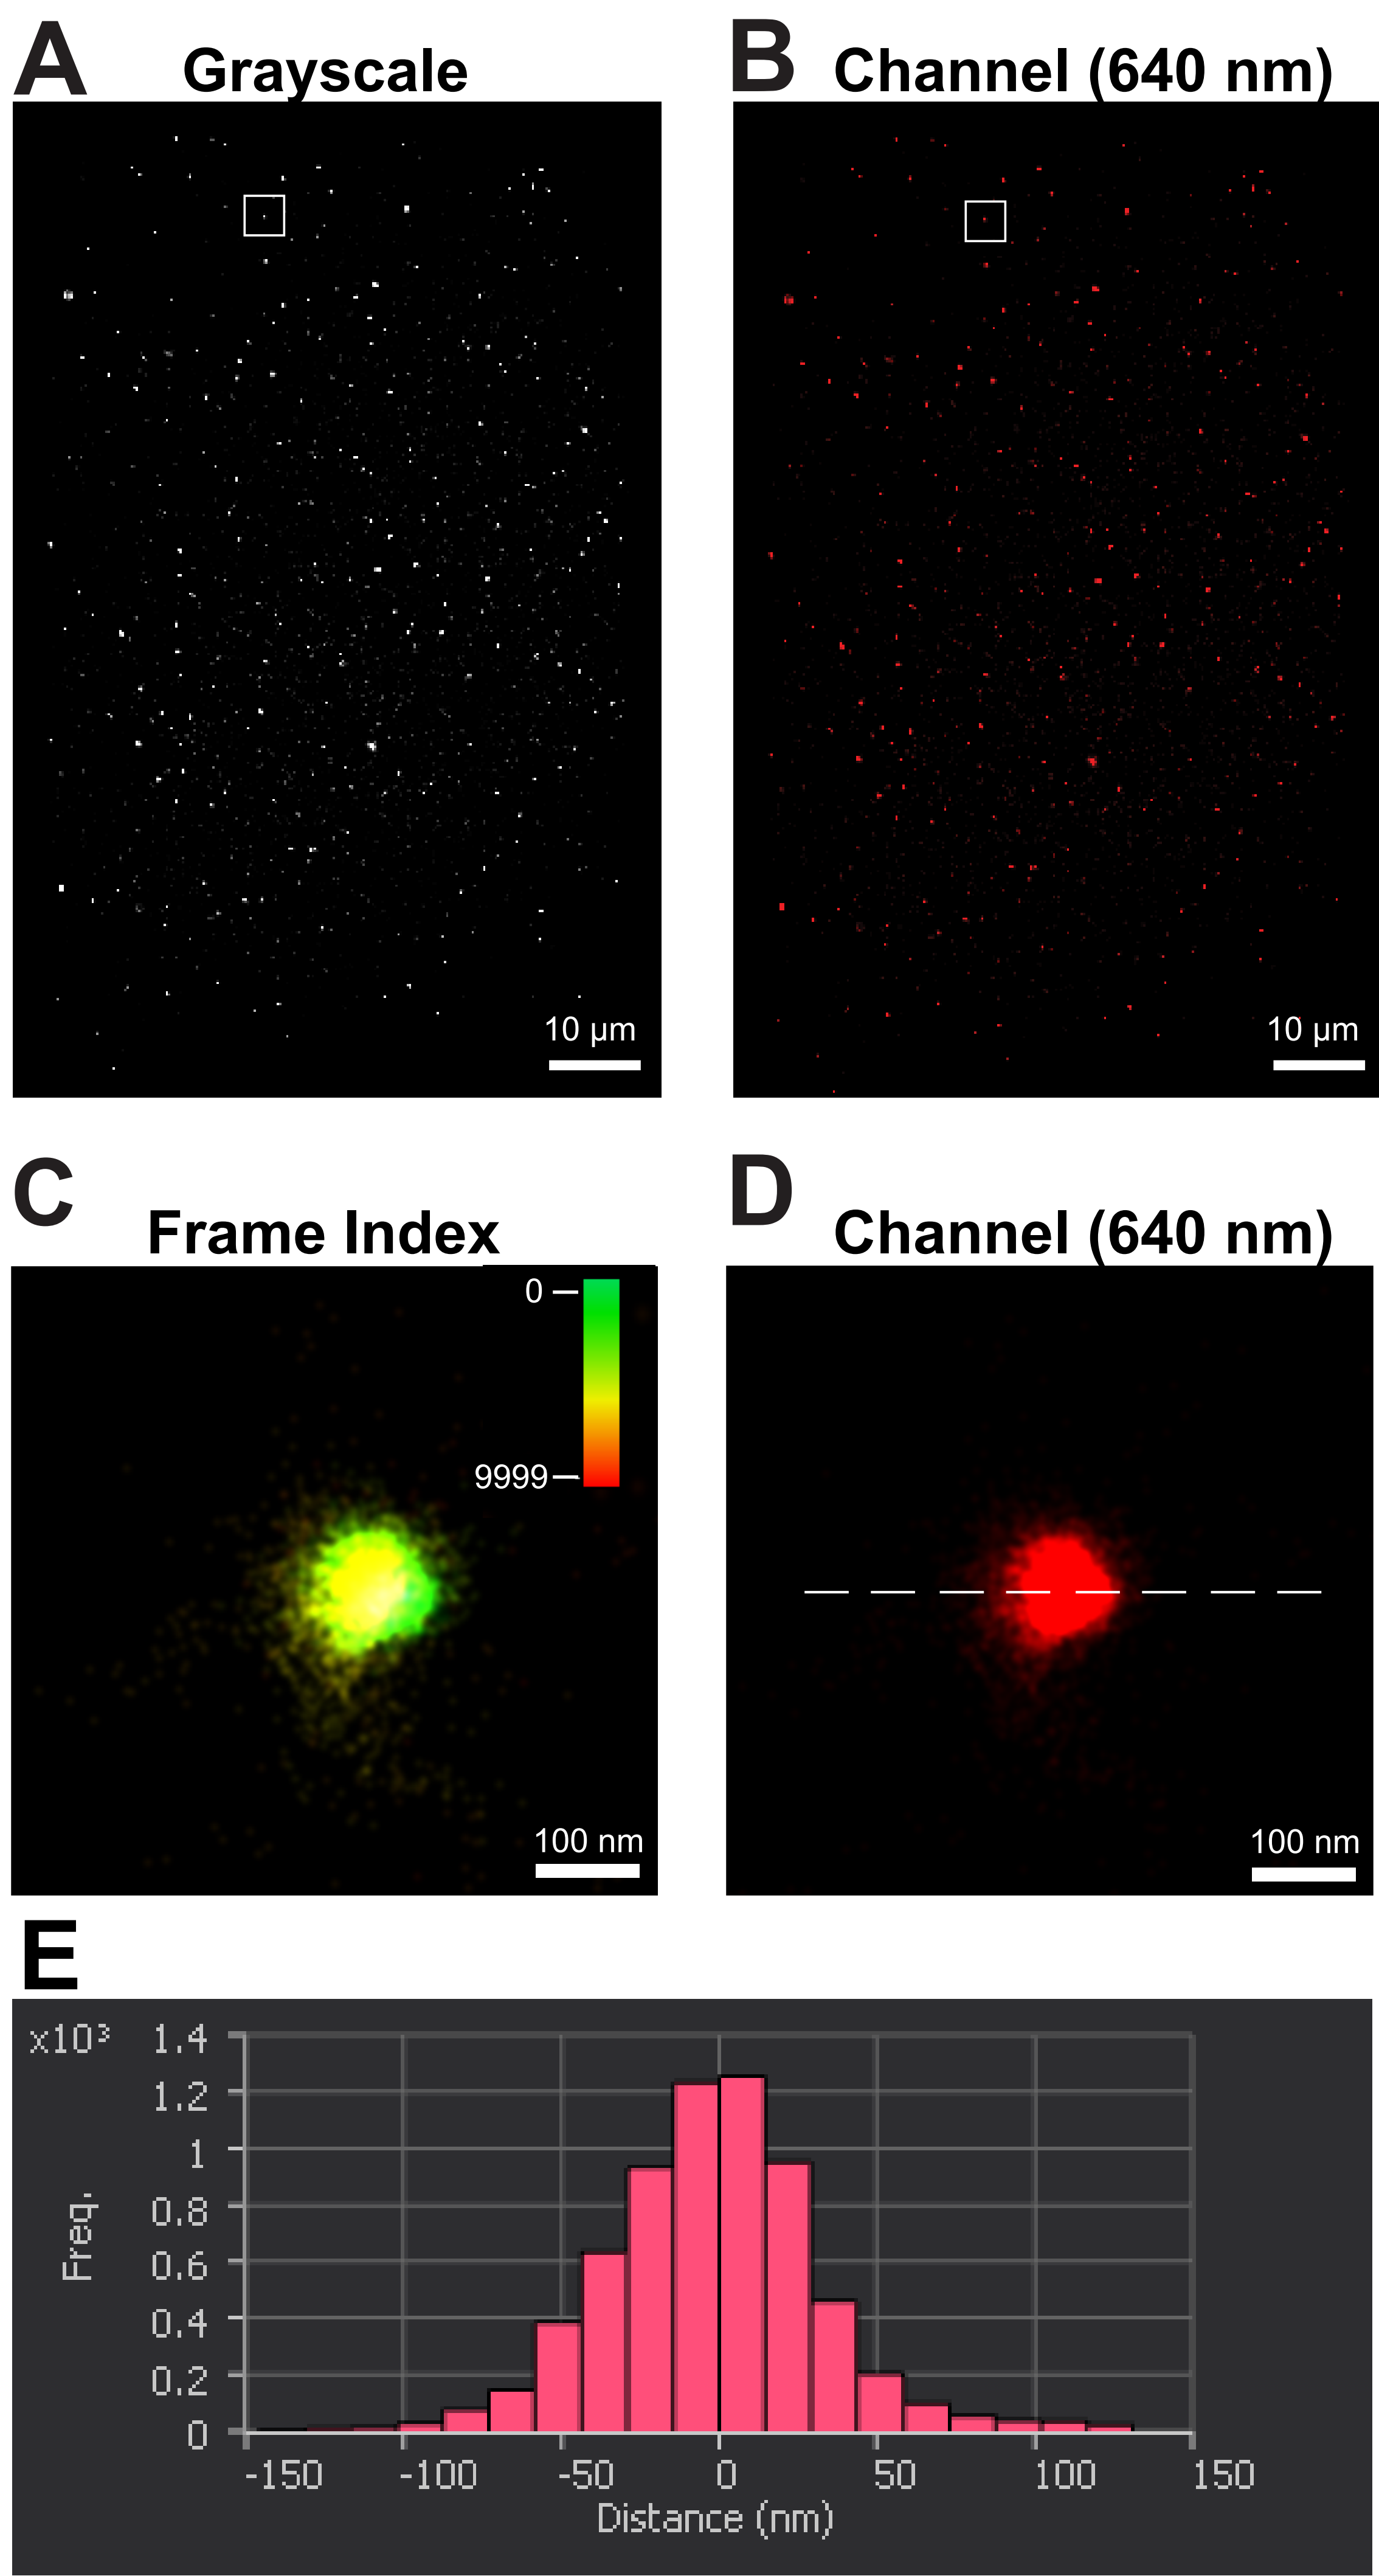 A
Grayscale
10 µm
B
Channel (640 nm)
10 µm
C
Frame Index
0
9999
100 nm
D
Channel (640 nm)
100 nm
E
x10³
1.4
1.2
1
0.8
0.6
0.4
0.2
0
Freq.
-150 -100 -50 0 50 100 150
Distance (nm)